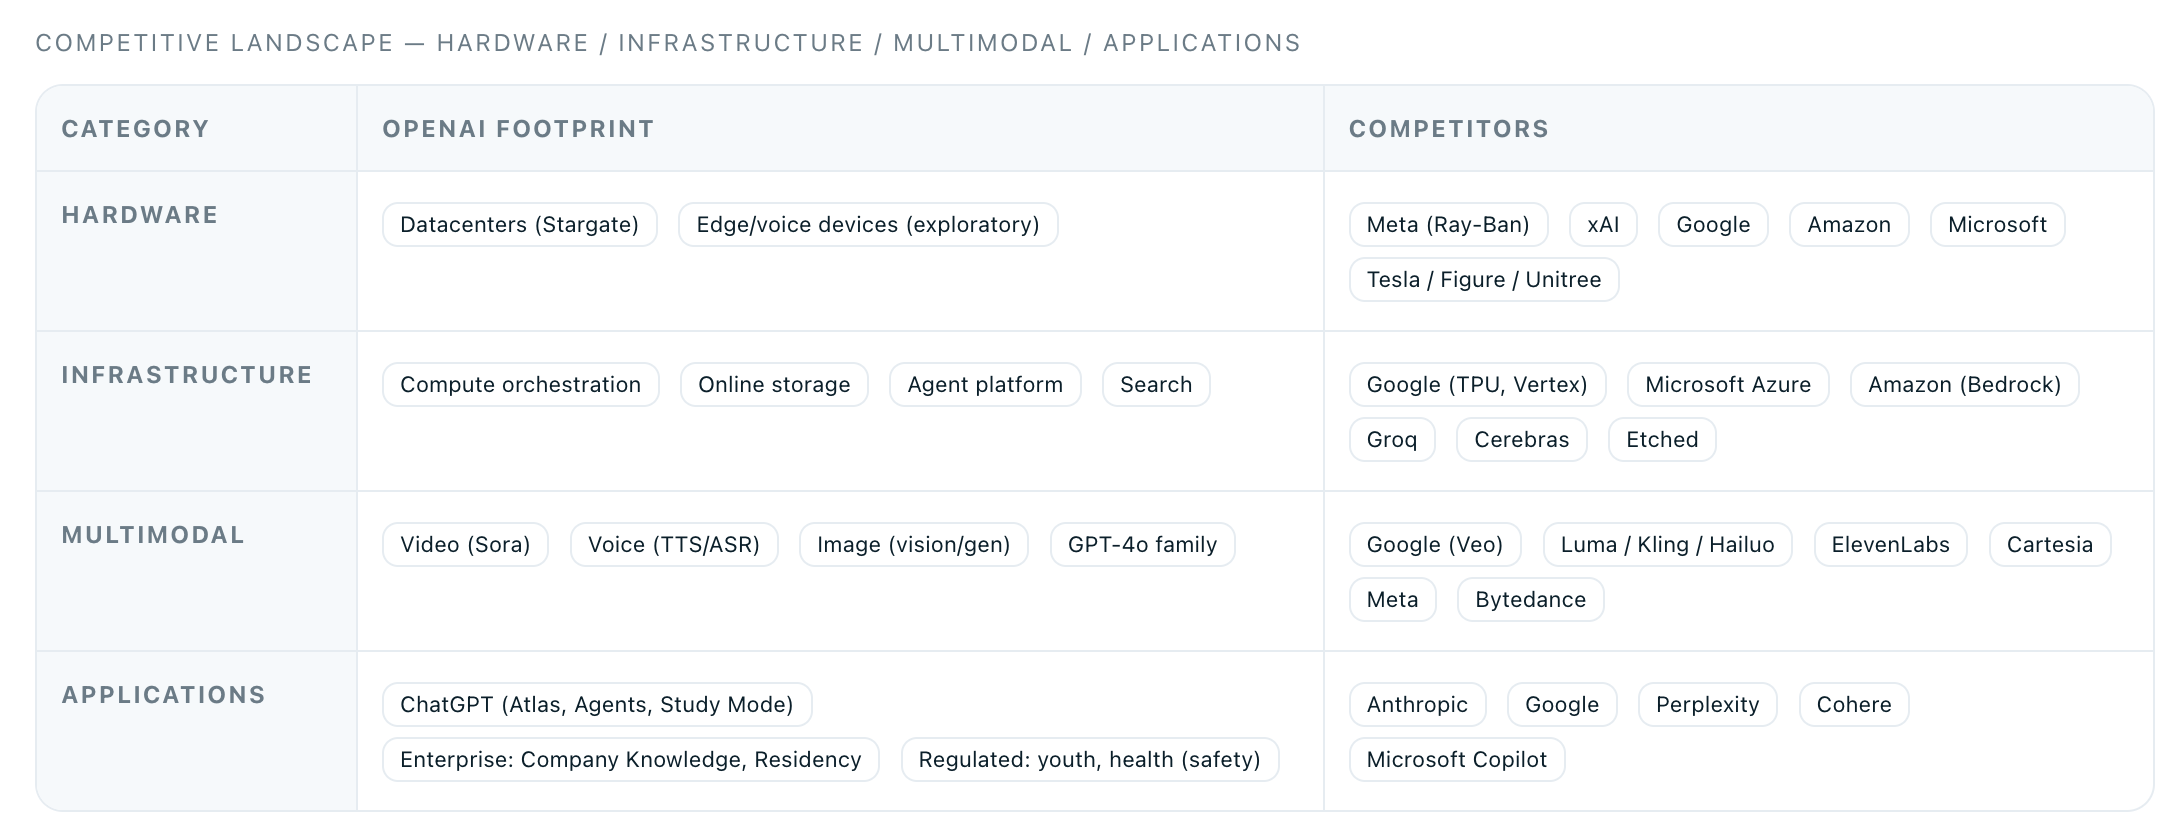 COMPETITIVE LANDSCAPE — HARDWARE / INFRASTRUCTURE / MULTIMODAL / APPLICATIONS
CATEGORY OPENAI FOOTPRINT COMPETITORS
HARDWARE
Datacenters (Stargate) Edge/voice devices (exploratory)
Meta (Ray-Ban) xAI Google Amazon Microsoft
Tesla / Figure / Unitree
INFRASTRUCTURE
Compute orchestration Online storage Agent platform Search
Google (TPU, Vertex) Microsoft Azure Amazon (Bedrock)
Groq Cerebras Etched
MULTIMODAL
Video (Sora) Voice (TTS/ASR) Image (vision/gen) GPT-4o family
Google (Veo) Luma / Kling / Hailuo ElevenLabs Cartesia
Meta Bytedance
APPLICATIONS
ChatGPT (Atlas, Agents, Study Mode)
Enterprise: Company Knowledge, Residency Regulated: youth, health (safety)
Anthropic Google Perplexity Cohere
Microsoft Copilot